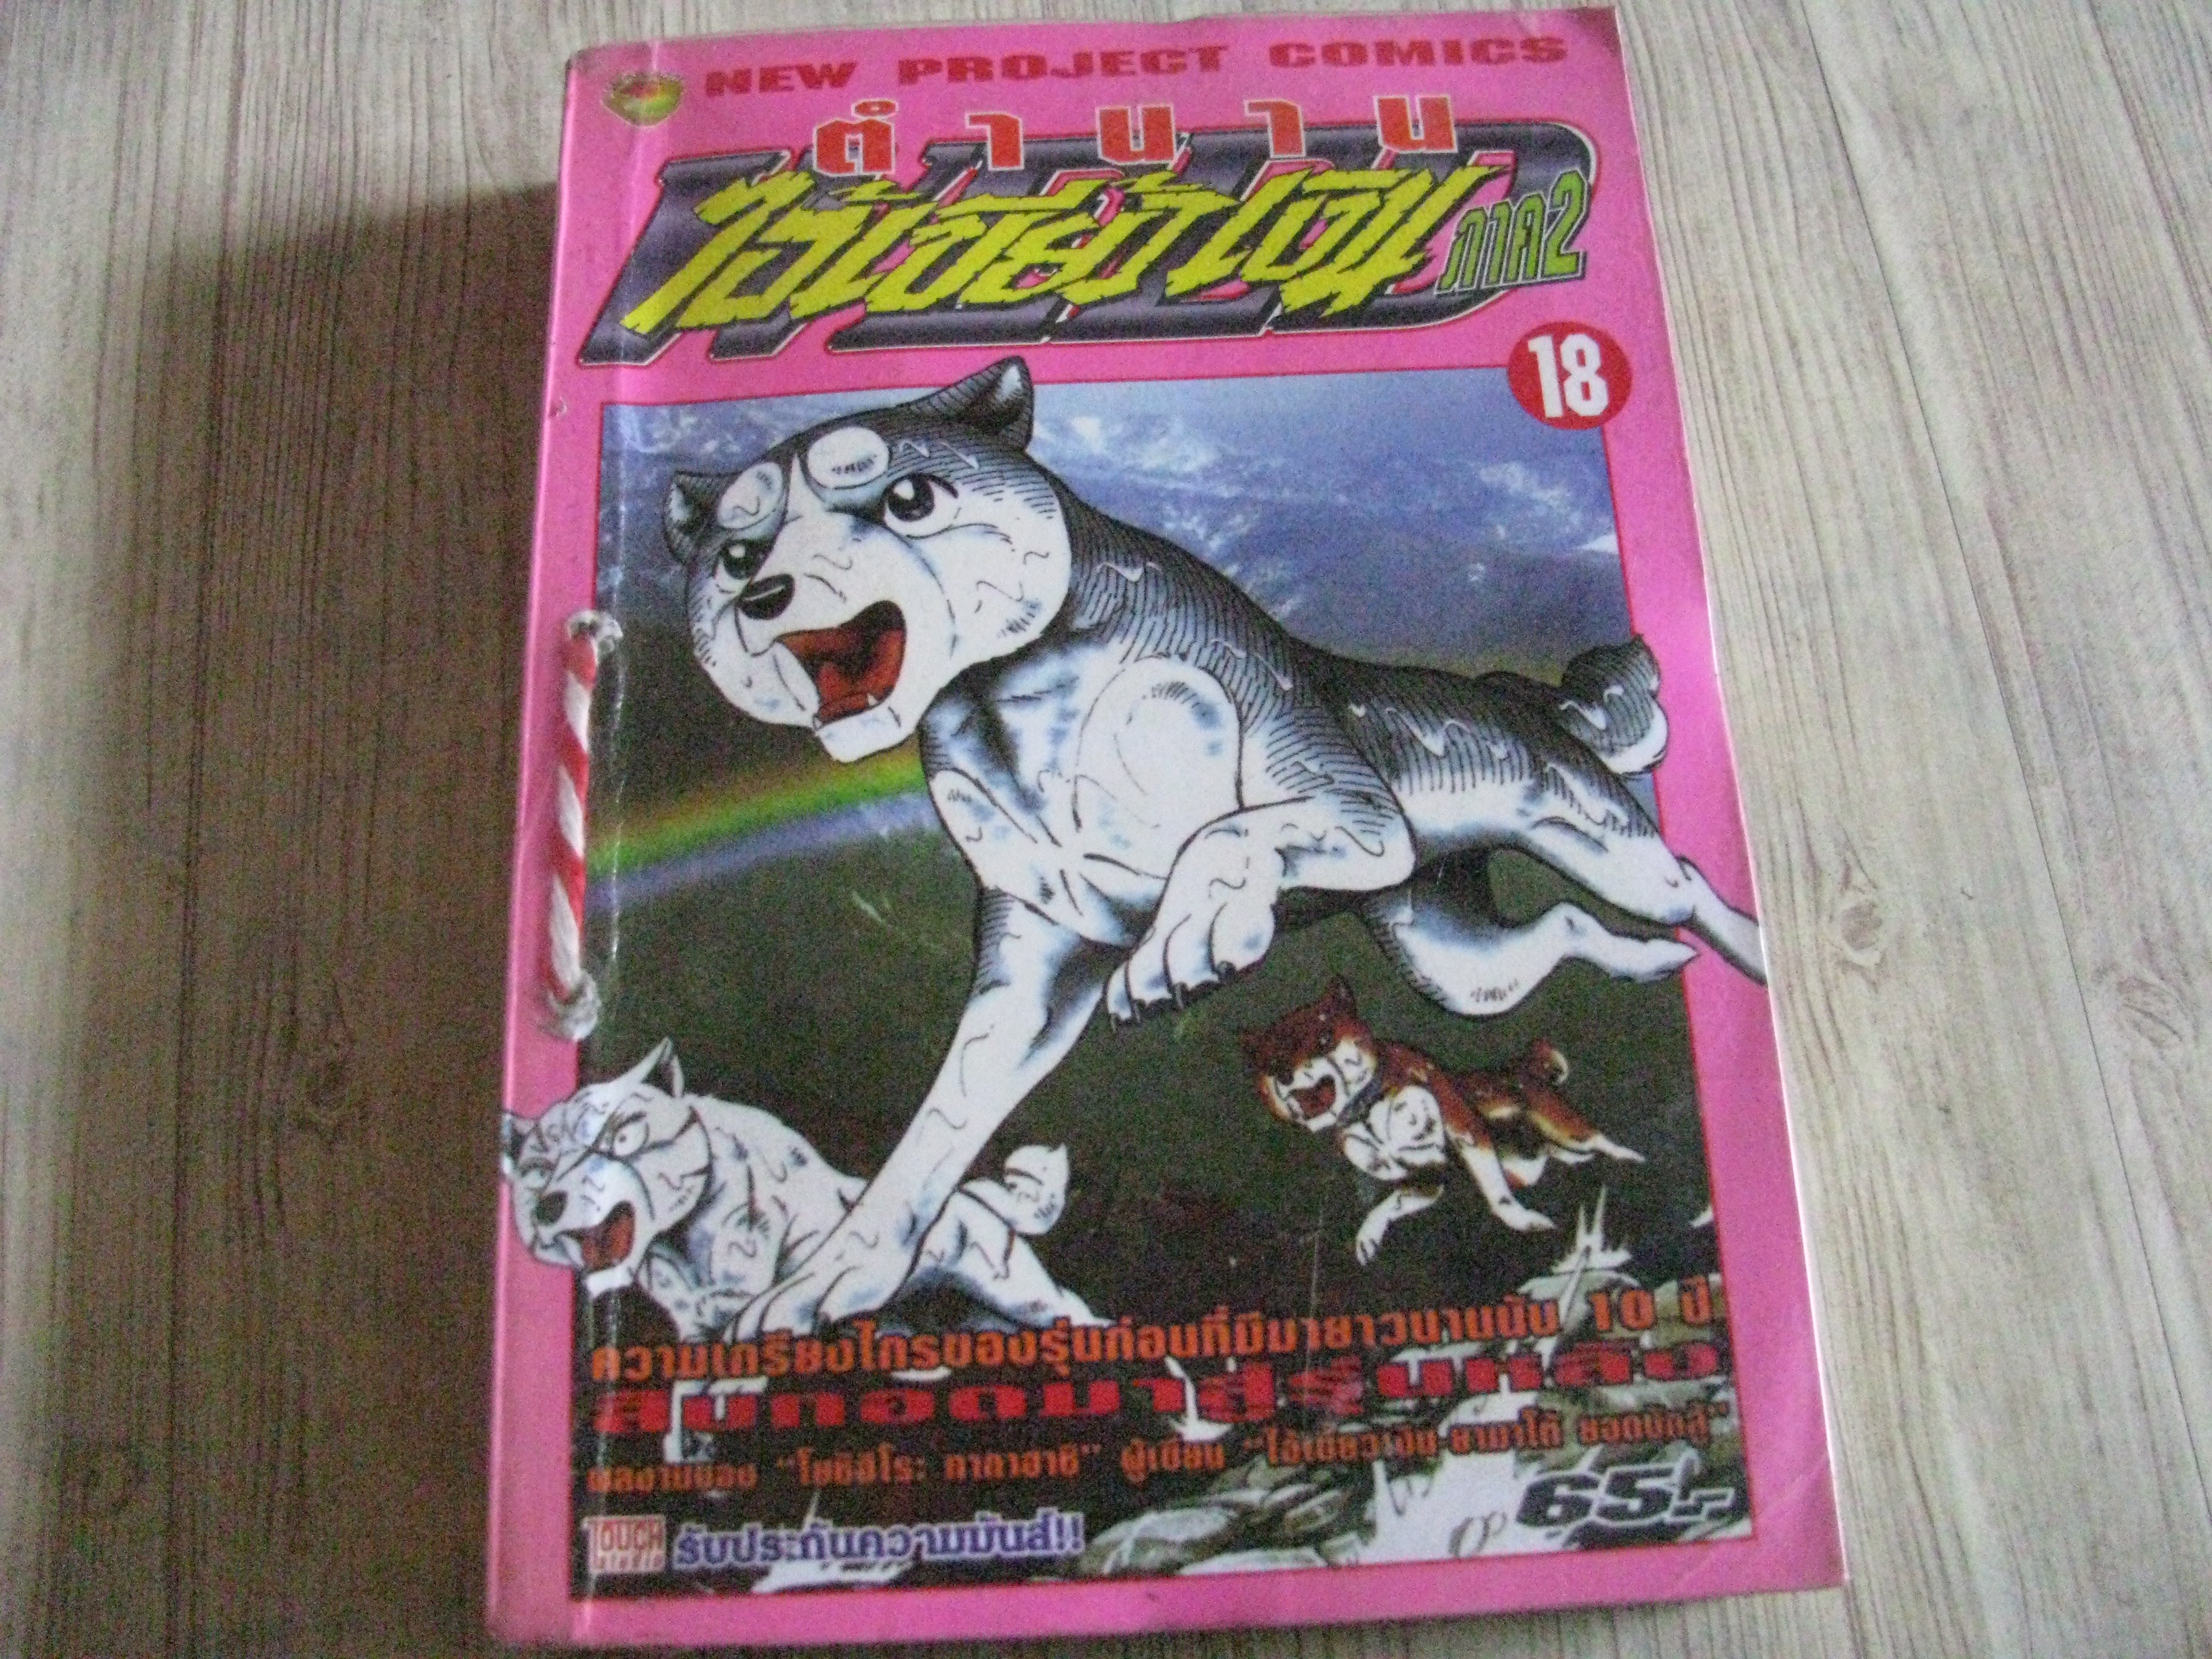 NEW PROJECT COMICS
ตำนาน
ไอ้เขี้ยวเงิน ภาค2
18
ความเกรียงไกรของรุ่นก่อนที่มีมายาวนานนับ 10 ปี
สืบทอดมาสู่รุ่นหลัง
ผลงานของ "โยชิฮิโระ ทากาฮาชิ" ผู้เขียน "ไอ้เขี้ยวเงิน ยามาโต้ ยอดนักสู้"
65.-
TOUCH STUDIO รับประกันความมันส์!!